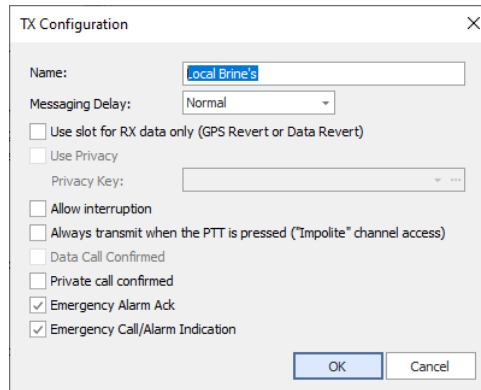 TX Configuration
Name: Local Brine's
Messaging Delay: Normal
Use slot for RX data only (GPS Revert or Data Revert)
Use Privacy
Privacy Key:
Allow interruption
Always transmit when the PTT is pressed ("Impolite" channel access)
Data Call Confirmed
Private call confirmed
Emergency Alarm Ack
Emergency Call/Alarm Indication
OK Cancel